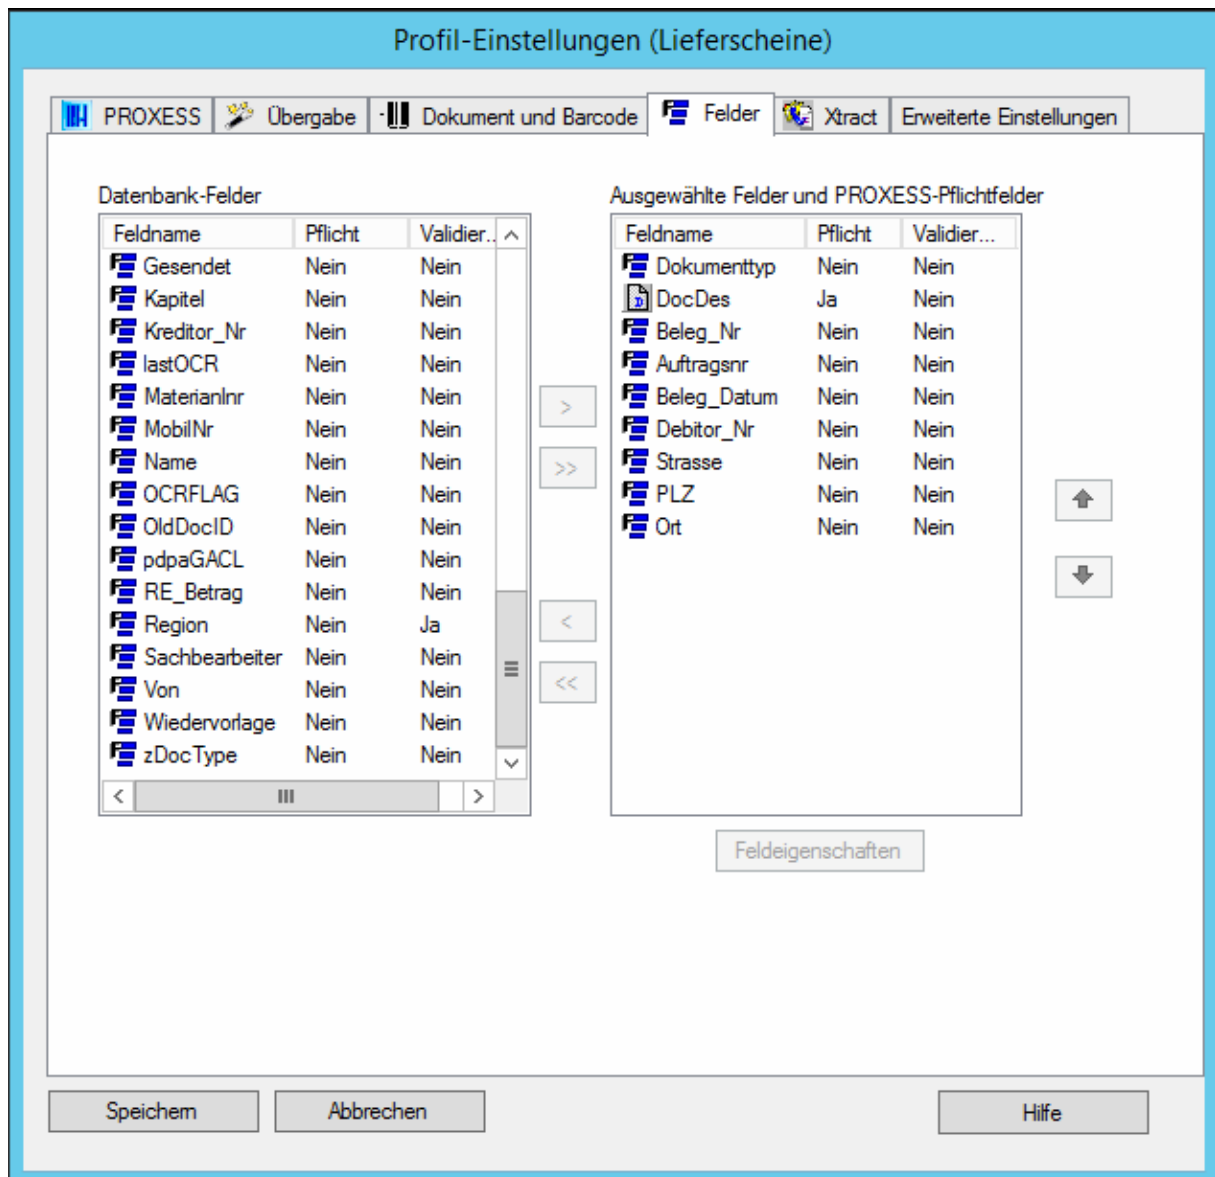 Profil-Einstellungen (Lieferscheine)
PROXESS Übergabe Dokument und Barcode Felder Xtract Erweiterte Einstellungen
Datenbank-Felder
Feldname Pflicht Validier..
Gesendet Nein Nein
Kapitel Nein Nein
Kreditor_Nr Nein Nein
lastOCR Nein Nein
Materianlnr Nein Nein
MobilNr Nein Nein
Name Nein Nein
OCRFLAG Nein Nein
OldDocID Nein Nein
pdpaGACL Nein Nein
RE_Betrag Nein Nein
Region Nein Ja
Sachbearbeiter Nein Nein
Von Nein Nein
Wiedervorlage Nein Nein
zDocType Nein Nein
>
>>
<
<<
Ausgewählte Felder und PROXESS-Pflichtfelder
Feldname Pflicht Validier...
Dokumenttyp Nein Nein
DocDes Ja Nein
Beleg_Nr Nein Nein
Auftragsnr Nein Nein
Beleg_Datum Nein Nein
Debitor_Nr Nein Nein
Strasse Nein Nein
PLZ Nein Nein
Ort Nein Nein
Feldeigenschaften
Speichern Abbrechen Hilfe